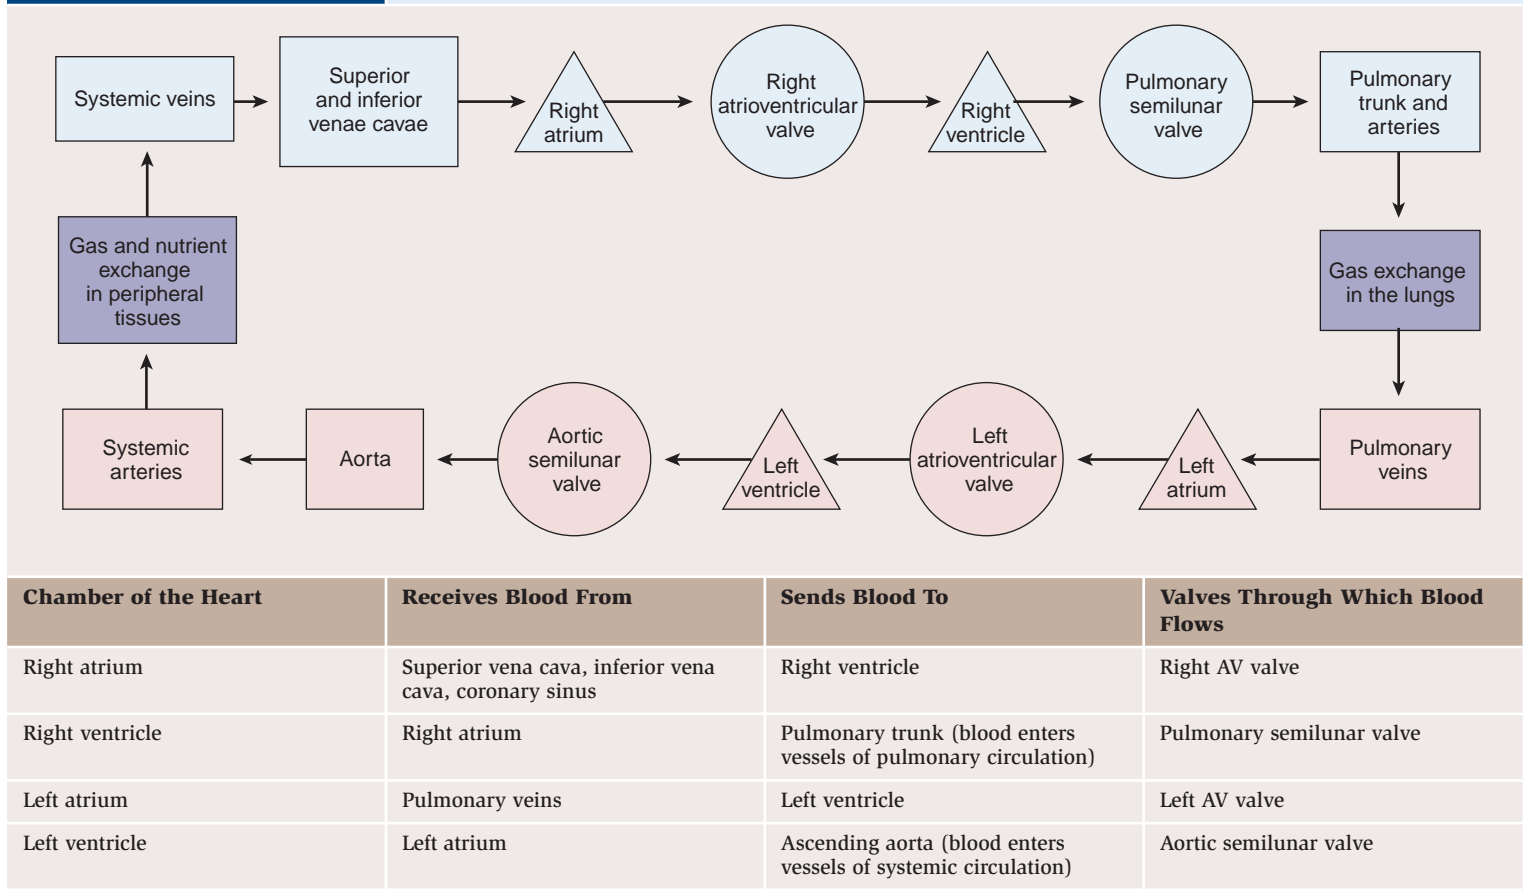 Systemic veins
Superior
and inferior
venae cavae
Right
atrium
Right
atrioventricular
valve
Right
ventricle
Pulmonary
semilunar
valve
Pulmonary
trunk and
arteries
Gas and nutrient
exchange
in peripheral
tissues
Gas exchange
in the lungs
Systemic
arteries
Aorta
Aortic
semilunar
valve
Left
ventricle
Left
atrioventricular
valve
Left
atrium
Pulmonary
veins
Chamber of the Heart
Receives Blood From
Sends Blood To
Valves Through Which Blood
Flows
Right atrium
Superior vena cava, inferior vena
cava, coronary sinus
Right ventricle
Right AV valve
Right ventricle
Right atrium
Pulmonary trunk (blood enters
vessels of pulmonary circulation)
Pulmonary semilunar valve
Left atrium
Pulmonary veins
Left ventricle
Left AV valve
Left ventricle
Left atrium
Ascending aorta (blood enters
vessels of systemic circulation)
Aortic semilunar valve